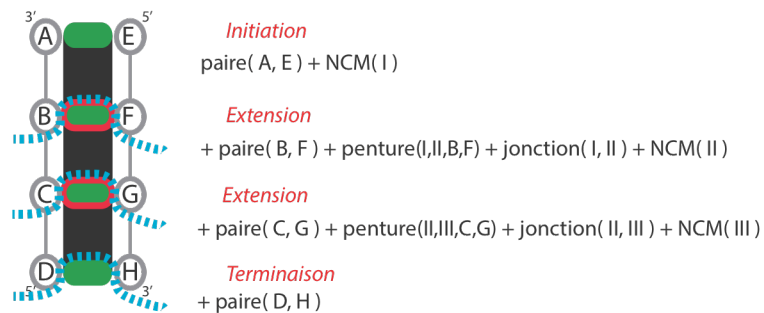 3’ 5’
A E Initiation
paire( A, E ) + NCM( I )
B F Extension
+ paire( B, F ) + penture(I,II,B,F) + jonction( I, II ) + NCM( II )
C G Extension
+ paire( C, G ) + penture(II,III,C,G) + jonction( II, III ) + NCM( III )
D H Terminaison
5’ 3’
+ paire( D, H )